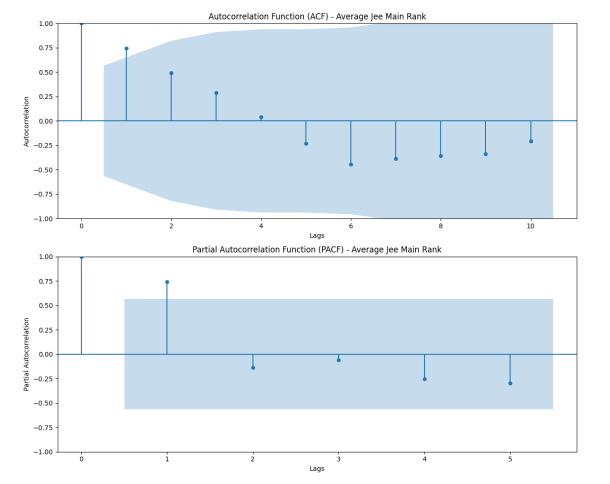 Autocorrelation Function (ACF) - Average Jee Main Rank
1.00
0.75
0.50
0.25
0.00
−0.25
−0.50
−0.75
−1.00
Autocorrelation
0 2 4 6 8 10
Lags
Partial Autocorrelation Function (PACF) - Average Jee Main Rank
1.00
0.75
0.50
0.25
0.00
−0.25
−0.50
−0.75
−1.00
Partial Autocorrelation
0 1 2 3 4 5
Lags